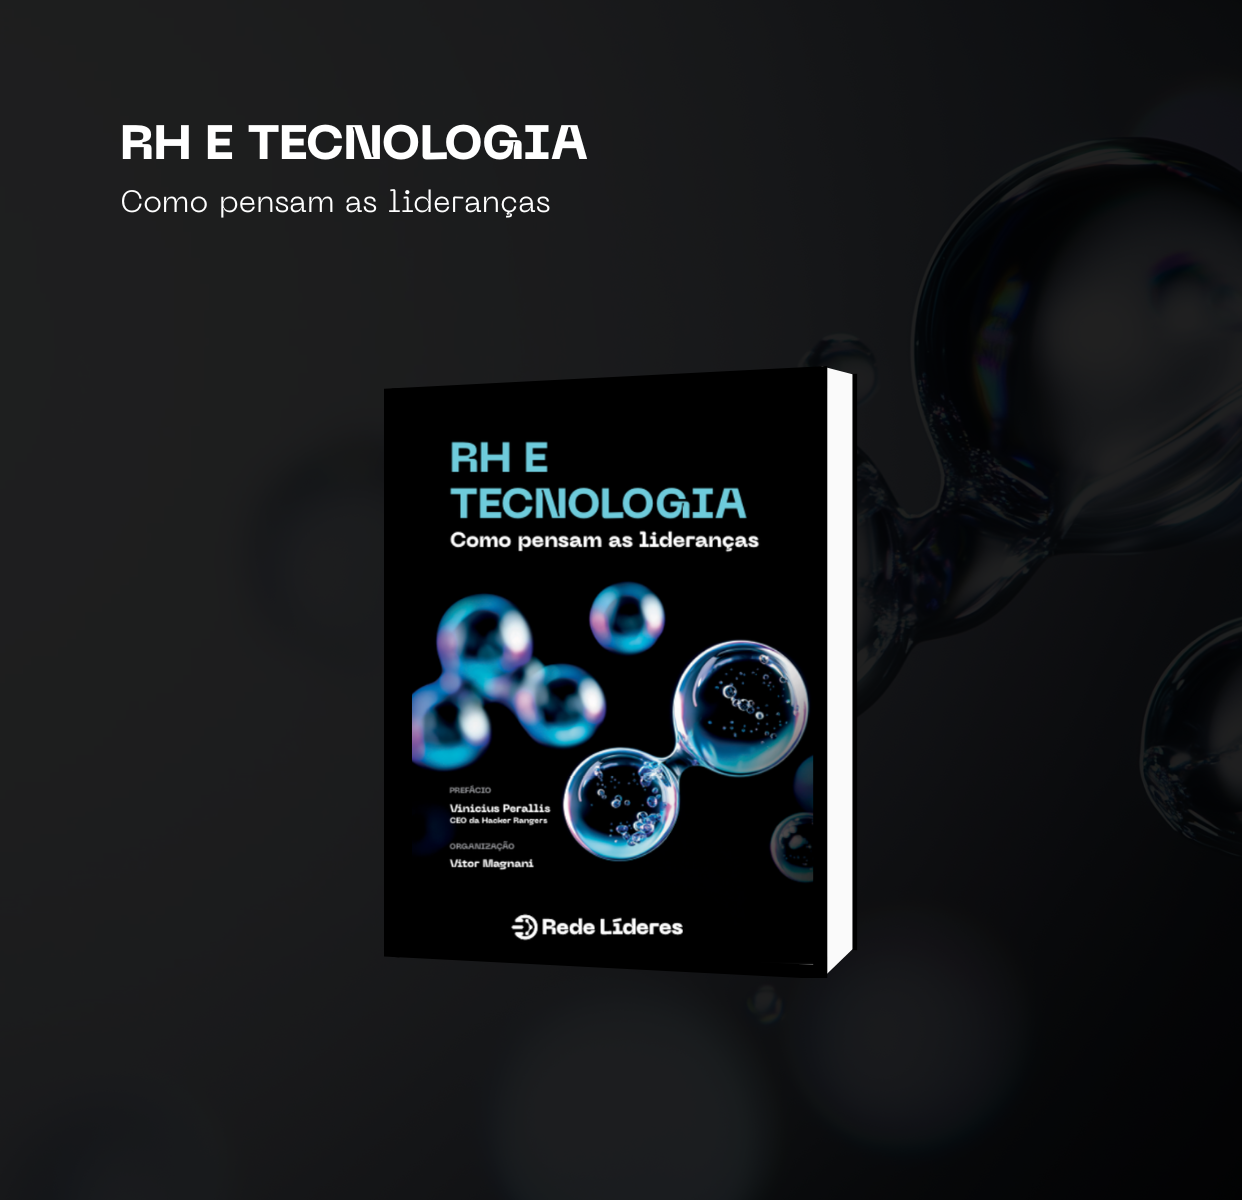 RH E TECNOLOGIA
Como pensam as lideranças
RH E
TECNOLOGIA
Como pensam as lideranças
PREFÁCIO
Vinicius Perallis
CEO da Hacker Rangers
ORGANIZAÇÃO
Vitor Magnani
Rede Líderes